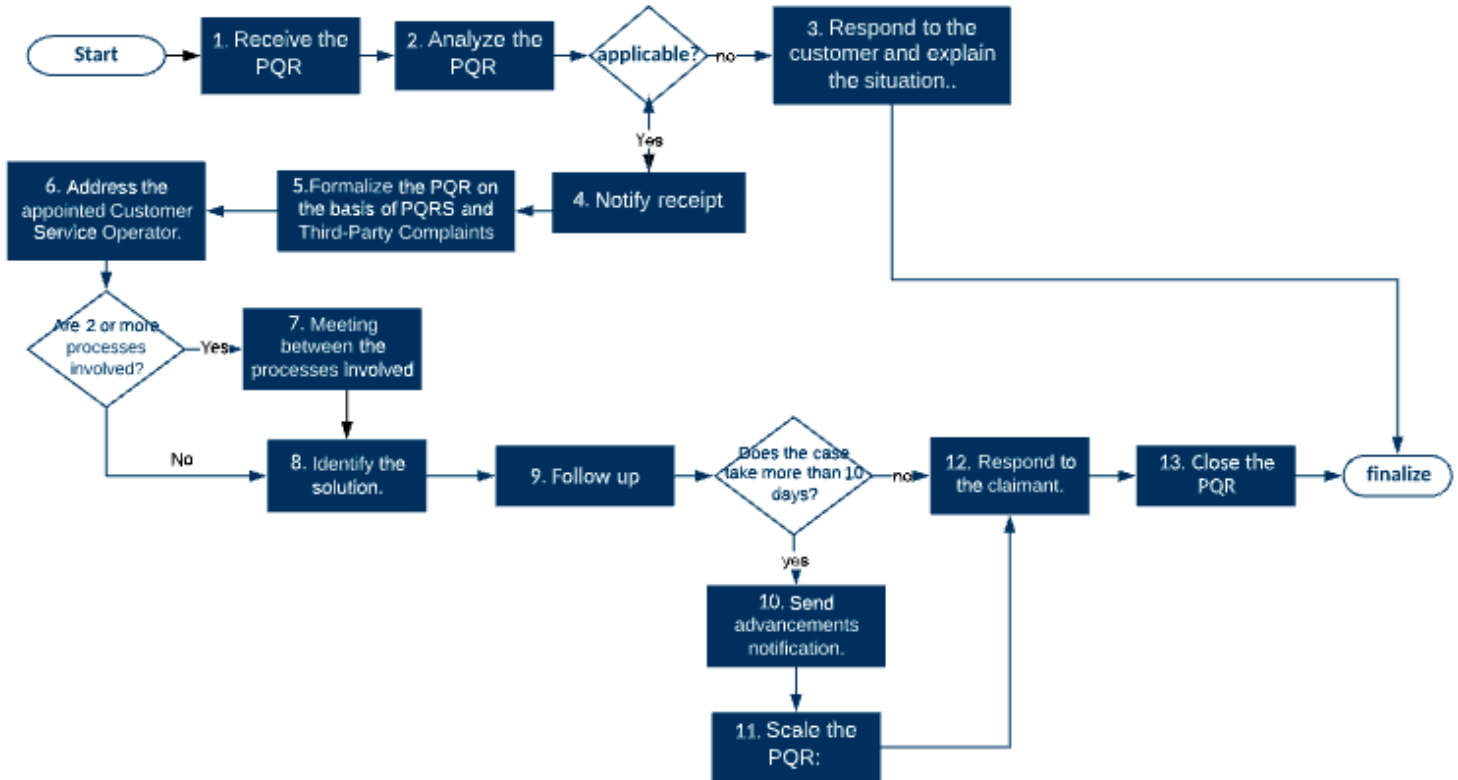 Start
1. Receive the
PQR
2. Analyze the
PQR
applicable?
no
3. Respond to the
customer and explain
the situation..
Yes
4. Notify receipt
5.Formalize the PQR on
the basis of PQRS and
Third-Party Complaints
6. Address the
appointed Customer
Service Operator.
Are 2 or more
processes
involved?
Yes
7. Meeting
between the
processes involved
No
8. Identify the
solution.
9. Follow up
Does the case
take more than 10
days?
no
12. Respond to
the claimant.
13. Close the
PQR
finalize
yes
10. Send
advancements
notification.
11. Scale the
PQR: